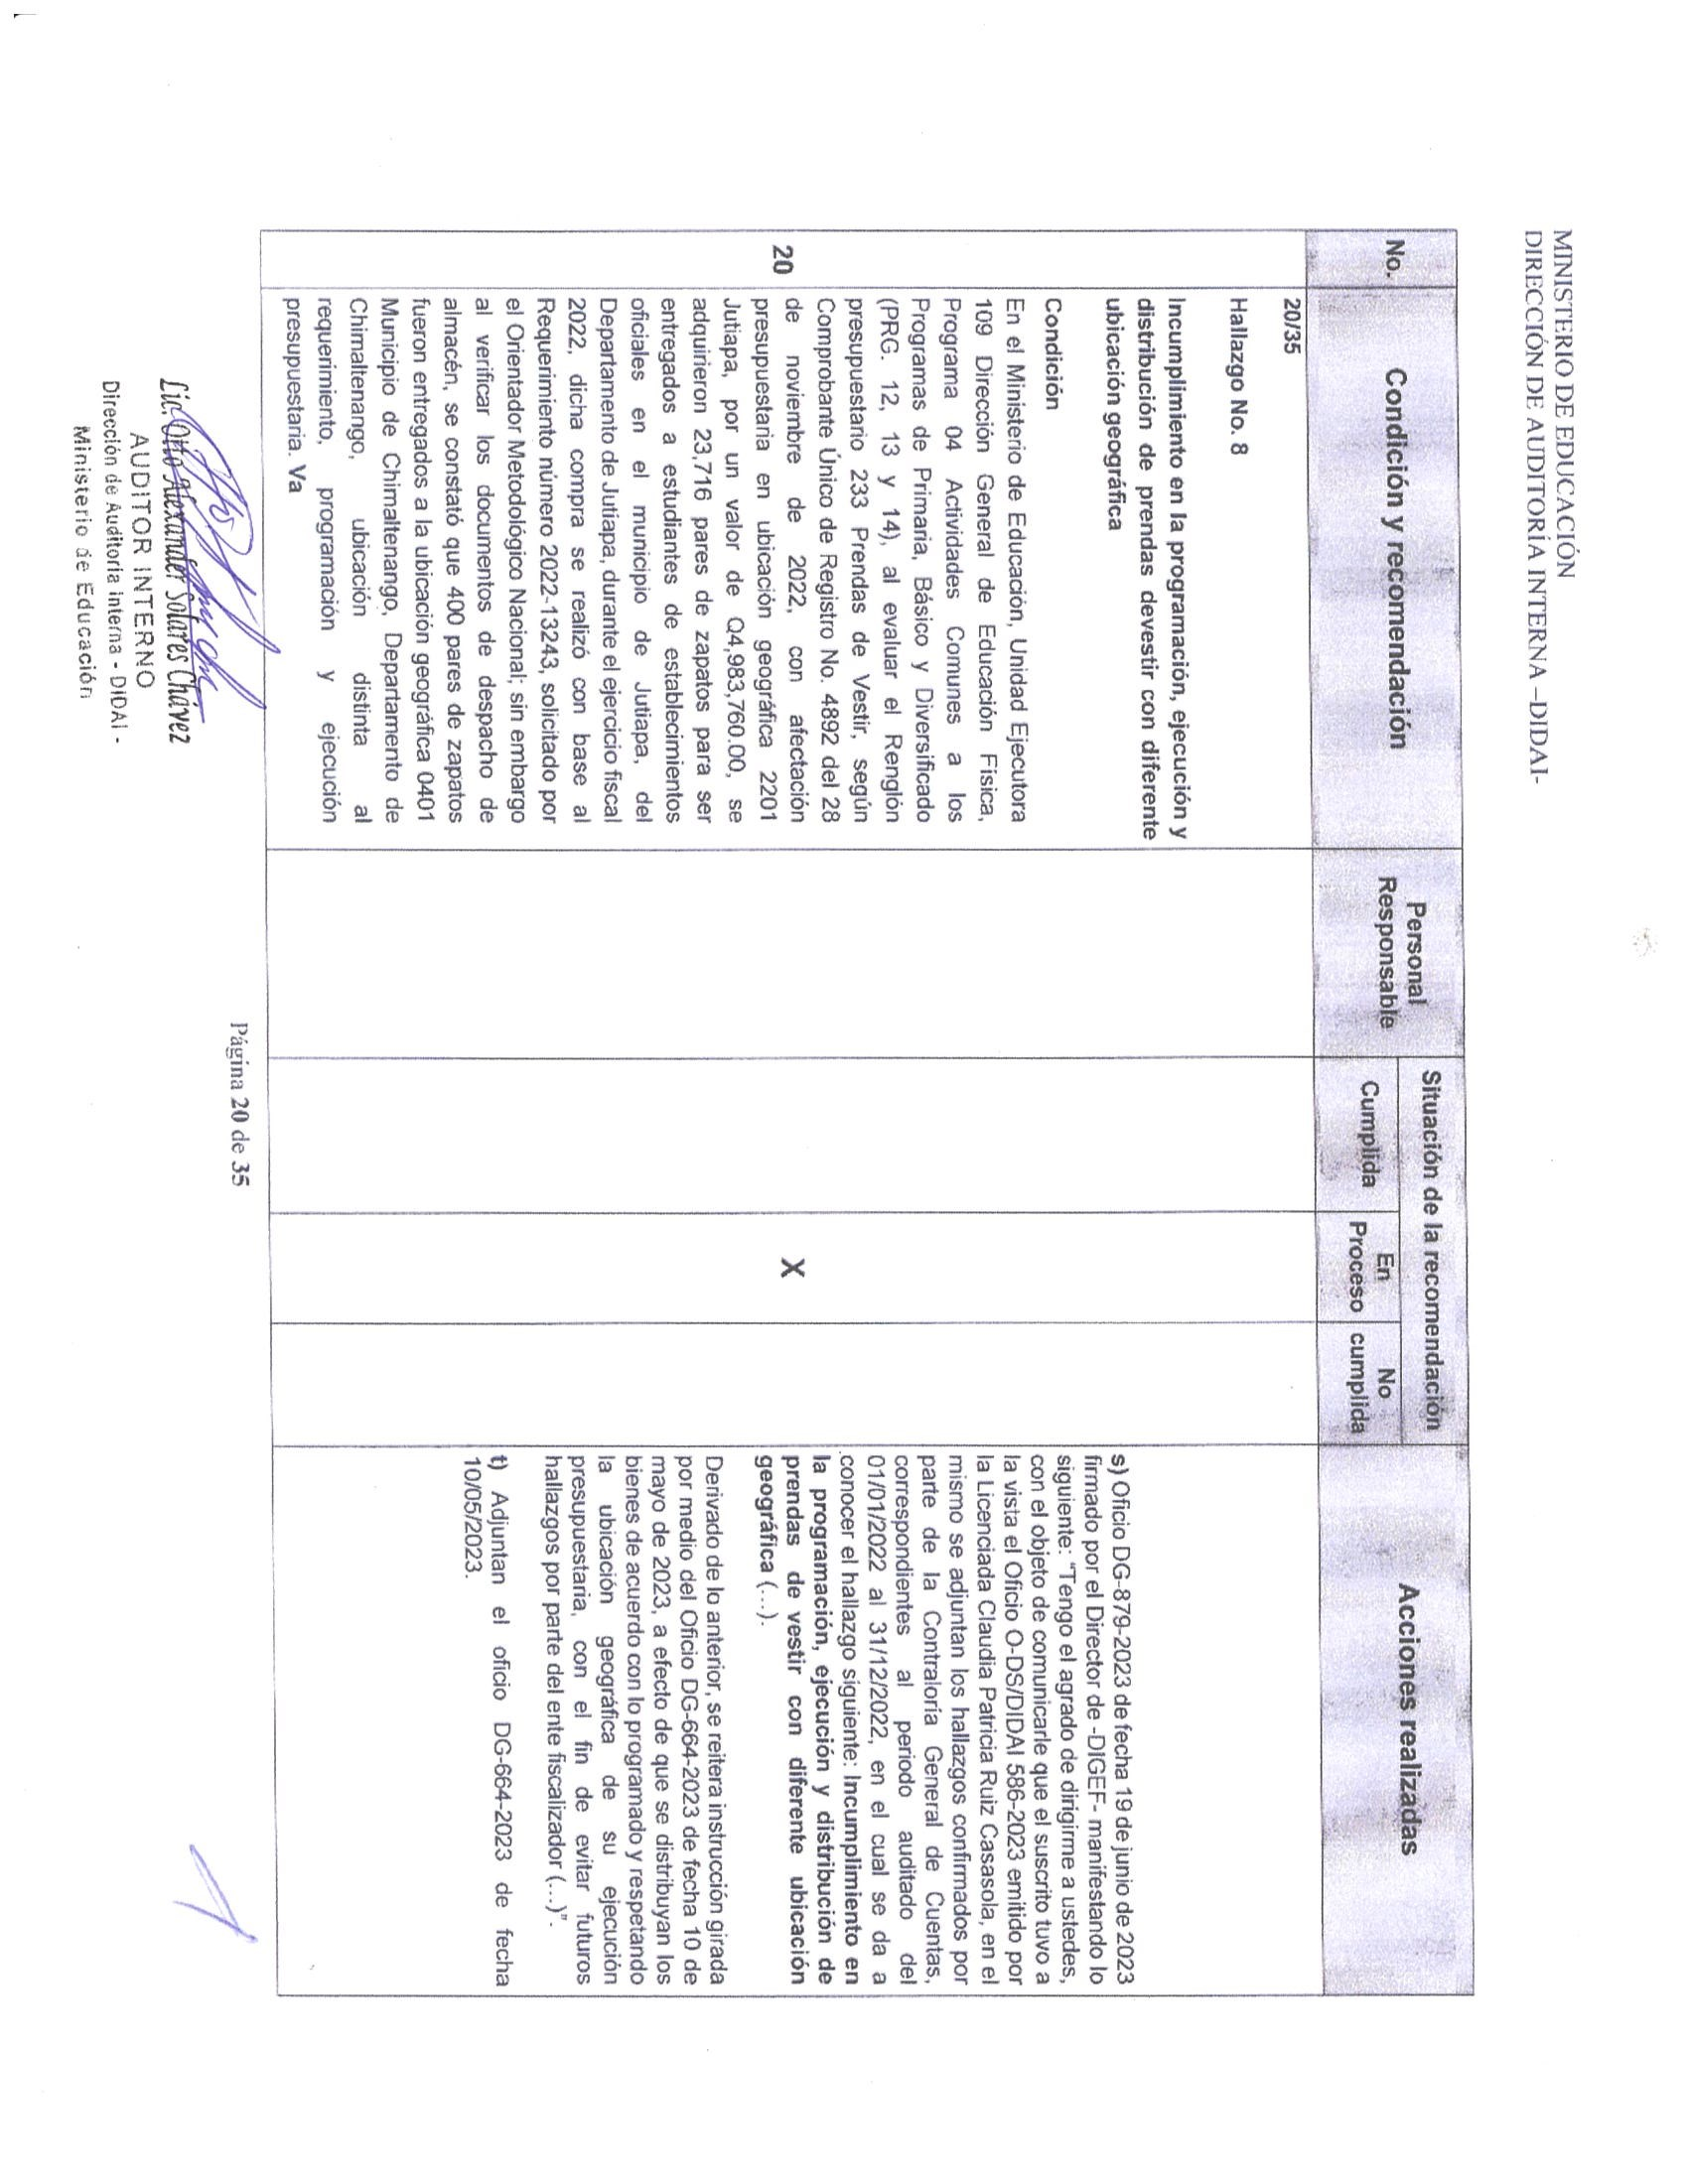 MINISTERIO DE EDUCACIÓN
DIRECCIÓN DE AUDITORÍA INTERNA –DIDAI-
No.
Condición y recomendación
Personal
Responsable
Situación de la recomendación
Cumplida
En
Proceso
No
cumplida
Acciones realizadas
20/35
Hallazgo No. 8
Incumplimiento en la programación, ejecución y
distribución de prendas devestir con diferente
ubicación geográfica
Condición
En el Ministerio de Educación, Unidad Ejecutora
109 Dirección General de Educación Física,
Programa 04 Actividades Comunes a los
Programas de Primaria, Básico y Diversificado
(PRG. 12, 13 y 14), al evaluar el Renglón
presupuestario 233 Prendas de Vestir, según
Comprobante Único de Registro No. 4892 del 28
de noviembre de 2022, con afectación
presupuestaria en ubicación geográfica 2201
Jutiapa, por un valor de Q4,983,760.00, se
adquirieron 23,716 pares de zapatos para ser
entregados a estudiantes de establecimientos
oficiales en el municipio de Jutiapa, del
Departamento de Jutiapa, durante el ejercicio fiscal
2022, dicha compra se realizó con base al
Requerimiento número 2022-13243, solicitado por
el Orientador Metodológico Nacional; sin embargo
al verificar los documentos de despacho de
almacén, se constató que 400 pares de zapatos
fueron entregados a la ubicación geográfica 0401
Municipio de Chimaltenango, Departamento de
Chimaltenango, ubicación distinta al
requerimiento, programación y ejecución
presupuestaria. Va
20
X
s) Oficio DG-879-2023 de fecha 19 de junio de 2023
firmado por el Director de -DIGEF- manifestando lo
siguiente: "Tengo el agrado de dirigirme a ustedes,
con el objeto de comunicarle que el suscrito tuvo a
la vista el Oficio O-DS/DIDAI 586-2023 emitido por
la Licenciada Claudia Patricia Ruiz Casasola, en el
mismo se adjuntan los hallazgos confirmados por
parte de la Contraloría General de Cuentas,
correspondientes al periodo auditado del
01/01/2022 al 31/12/2022, en el cual se da a
conocer el hallazgo siguiente: Incumplimiento en
la programación, ejecución y distribución de
prendas de vestir con diferente ubicación
geográfica (...).
Derivado de lo anterior, se reitera instrucción girada
por medio del Oficio DG-664-2023 de fecha 10 de
mayo de 2023, a efecto de que se distribuyan los
bienes de acuerdo con lo programado y respetando
la ubicación geográfica de su ejecución
presupuestaria, con el fin de evitar futuros
hallazgos por parte del ente fiscalizador (...)".
t) Adjuntan el oficio DG-664-2023 de fecha
10/05/2023.
Página 20 de 35
Lic. Otto Alexander Solares Chávez
AUDITOR INTERNO
Dirección de Auditoría Interna - DIDAI -
Ministerio de Educación